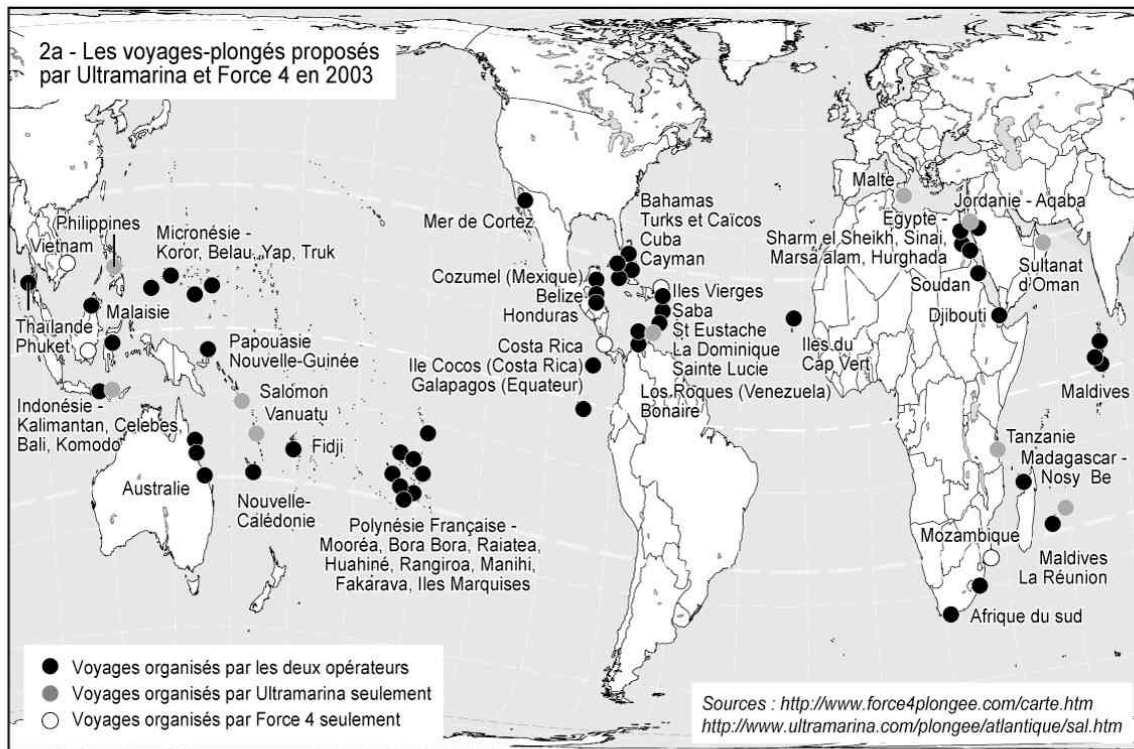 2a - Les voyages-plongés proposés
par Ultramarina et Force 4 en 2003
Philippines
Vietnam
Micronésie -
Koror, Belau, Yap, Truk
Malaisie
Thaïlande
Phuket
Papouasie
Nouvelle-Guinée
Indonésie -
Kalimantan, Celèbes,
Bali, Komodo
Salomon
Vanuatu
Fidji
Australie
Nouvelle-
Calédonie
Polynésie Française -
Mooréa, Bora Bora, Raiatea,
Huahiné, Rangiroa, Manihi,
Fakarava, Iles Marquises
Mer de Cortez
Bahamas
Turks et Caïcos
Cuba
Cayman
Cozumel (Mexique)
Belize
Honduras
Iles Vierges
Saba
St Eustache
La Dominique
Sainte Lucie
Costa Rica
Ile Cocos (Costa Rica)
Galapagos (Equateur)
Los Roques (Venezuela)
Bonaire
Malte
Jordanie - Aqaba
Egypte -
Sharm el Sheikh, Sinai,
Marsa alam, Hurghada
Sultanat
d'Oman
Soudan
Djibouti
Iles du
Cap Vert
Maldives
Tanzanie
Madagascar -
Nosy Be
Mozambique
Maldives
La Réunion
Afrique du sud
Voyages organisés par les deux opérateurs
Voyages organisés par Ultramarina seulement
Voyages organisés par Force 4 seulement
Sources : http://www.force4plongee.com/carte.htm
http://www.ultramarina.com/plongee/atlantique/sal.htm